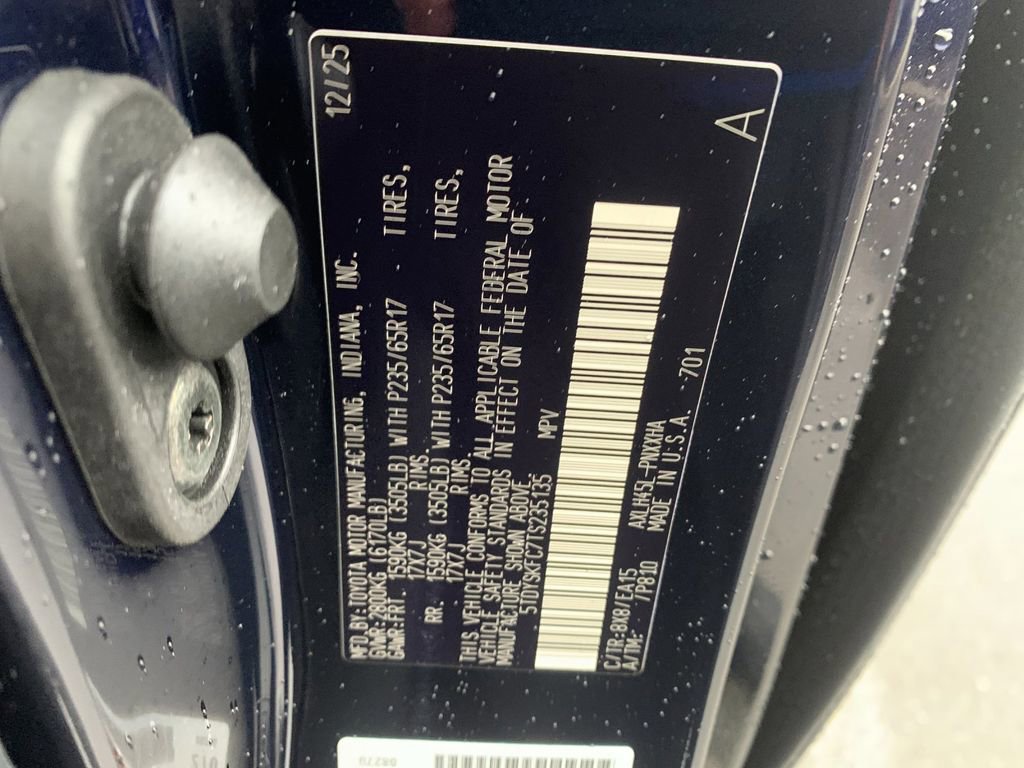 MFD.BY:TOYOTA MOTOR MANUFACTURING, INDIANA, INC. 12/25
GVWR:2800KG (6170LB)
GAWR:FRT. 1590KG (3505LB) WITH P235/65R17 TIRES,
17X7J RIMS.
RR. 1590KG (3505LB) WITH P235/65R17 TIRES,
17X7J RIMS.
THIS VEHICLE CONFORMS TO ALL APPLICABLE FEDERAL MOTOR
VEHICLE SAFETY STANDARDS IN EFFECT ON THE DATE OF
MANUFACTURE SHOWN ABOVE.
5TDYSKFC7TS235135 MPV
C/TR:8X8/EA15 AXLH45L-PNXXHA
A/TM: /P810 MADE IN U.S.A. 701
A